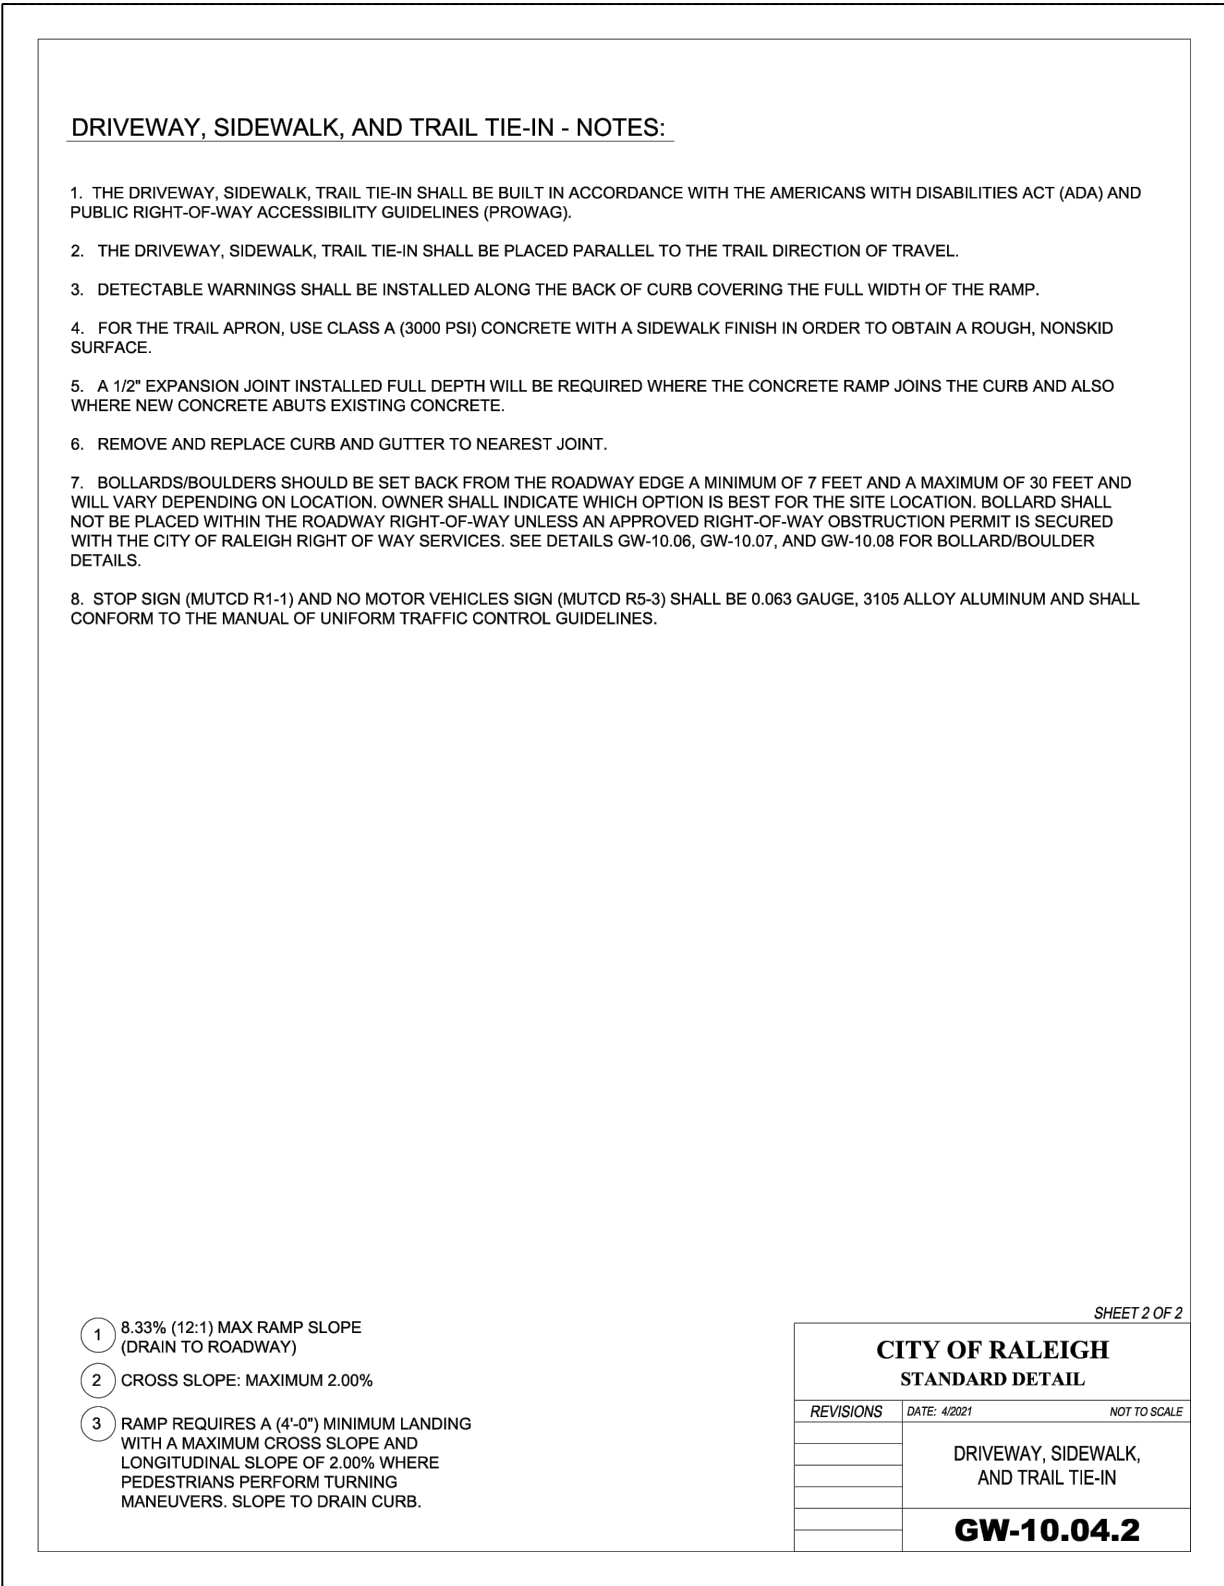 DRIVEWAY, SIDEWALK, AND TRAIL TIE-IN - NOTES:
1. THE DRIVEWAY, SIDEWALK, TRAIL TIE-IN SHALL BE BUILT IN ACCORDANCE WITH THE AMERICANS WITH DISABILITIES ACT (ADA) AND
PUBLIC RIGHT-OF-WAY ACCESSIBILITY GUIDELINES (PROWAG).
2. THE DRIVEWAY, SIDEWALK, TRAIL TIE-IN SHALL BE PLACED PARALLEL TO THE TRAIL DIRECTION OF TRAVEL.
3. DETECTABLE WARNINGS SHALL BE INSTALLED ALONG THE BACK OF CURB COVERING THE FULL WIDTH OF THE RAMP.
4. FOR THE TRAIL APRON, USE CLASS A (3000 PSI) CONCRETE WITH A SIDEWALK FINISH IN ORDER TO OBTAIN A ROUGH, NONSKID
SURFACE.
5. A 1/2" EXPANSION JOINT INSTALLED FULL DEPTH WILL BE REQUIRED WHERE THE CONCRETE RAMP JOINS THE CURB AND ALSO
WHERE NEW CONCRETE ABUTS EXISTING CONCRETE.
6. REMOVE AND REPLACE CURB AND GUTTER TO NEAREST JOINT.
7. BOLLARDS/BOULDERS SHOULD BE SET BACK FROM THE ROADWAY EDGE A MINIMUM OF 7 FEET AND A MAXIMUM OF 30 FEET AND
WILL VARY DEPENDING ON LOCATION. OWNER SHALL INDICATE WHICH OPTION IS BEST FOR THE SITE LOCATION. BOLLARD SHALL
NOT BE PLACED WITHIN THE ROADWAY RIGHT-OF-WAY UNLESS AN APPROVED RIGHT-OF-WAY OBSTRUCTION PERMIT IS SECURED
WITH THE CITY OF RALEIGH RIGHT OF WAY SERVICES. SEE DETAILS GW-10.06, GW-10.07, AND GW-10.08 FOR BOLLARD/BOULDER
DETAILS.
8. STOP SIGN (MUTCD R1-1) AND NO MOTOR VEHICLES SIGN (MUTCD R5-3) SHALL BE 0.063 GAUGE, 3105 ALLOY ALUMINUM AND SHALL
CONFORM TO THE MANUAL OF UNIFORM TRAFFIC CONTROL GUIDELINES.
1 8.33% (12:1) MAX RAMP SLOPE
(DRAIN TO ROADWAY)
2 CROSS SLOPE: MAXIMUM 2.00%
3 RAMP REQUIRES A (4'-0") MINIMUM LANDING
WITH A MAXIMUM CROSS SLOPE AND
LONGITUDINAL SLOPE OF 2.00% WHERE
PEDESTRIANS PERFORM TURNING
MANEUVERS. SLOPE TO DRAIN CURB.
SHEET 2 OF 2
CITY OF RALEIGH
STANDARD DETAIL
REVISIONS DATE: 4/2021 NOT TO SCALE
DRIVEWAY, SIDEWALK,
AND TRAIL TIE-IN
GW-10.04.2